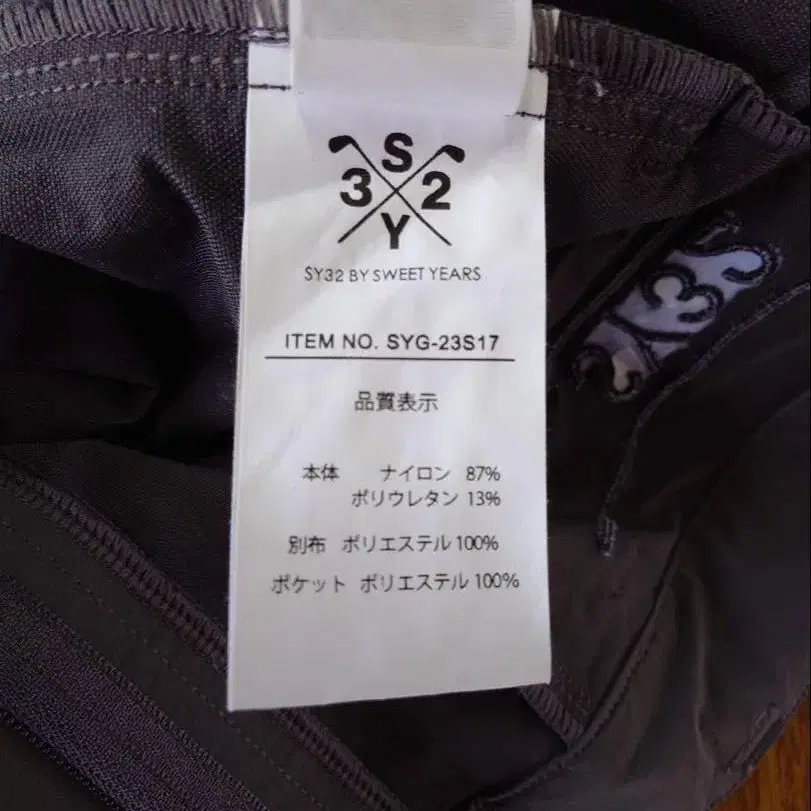 S
3 2
Y
SY32 BY SWEET YEARS
ITEM NO. SYG-23S17
品質表示
本体 ナイロン 87%
ポリウレタン 13%
別布 ポリエステル 100%
ポケット ポリエステル 100%
SY32